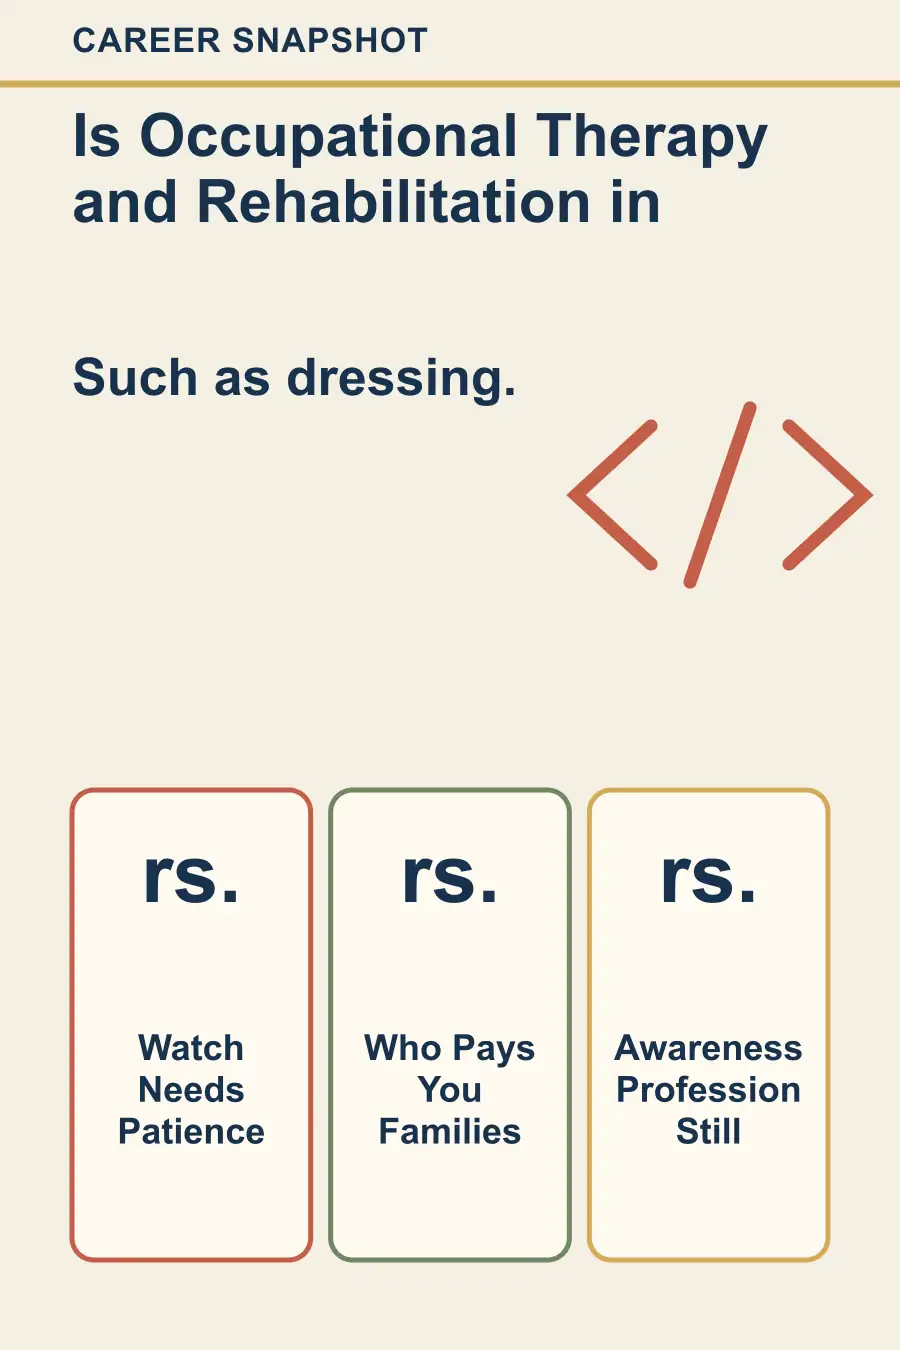 CAREER SNAPSHOT
Is Occupational Therapy
and Rehabilitation in
Such as dressing.
</>
rs.
Watch
Needs
Patience
rs.
Who Pays
You
Families
rs.
Awareness
Profession
Still